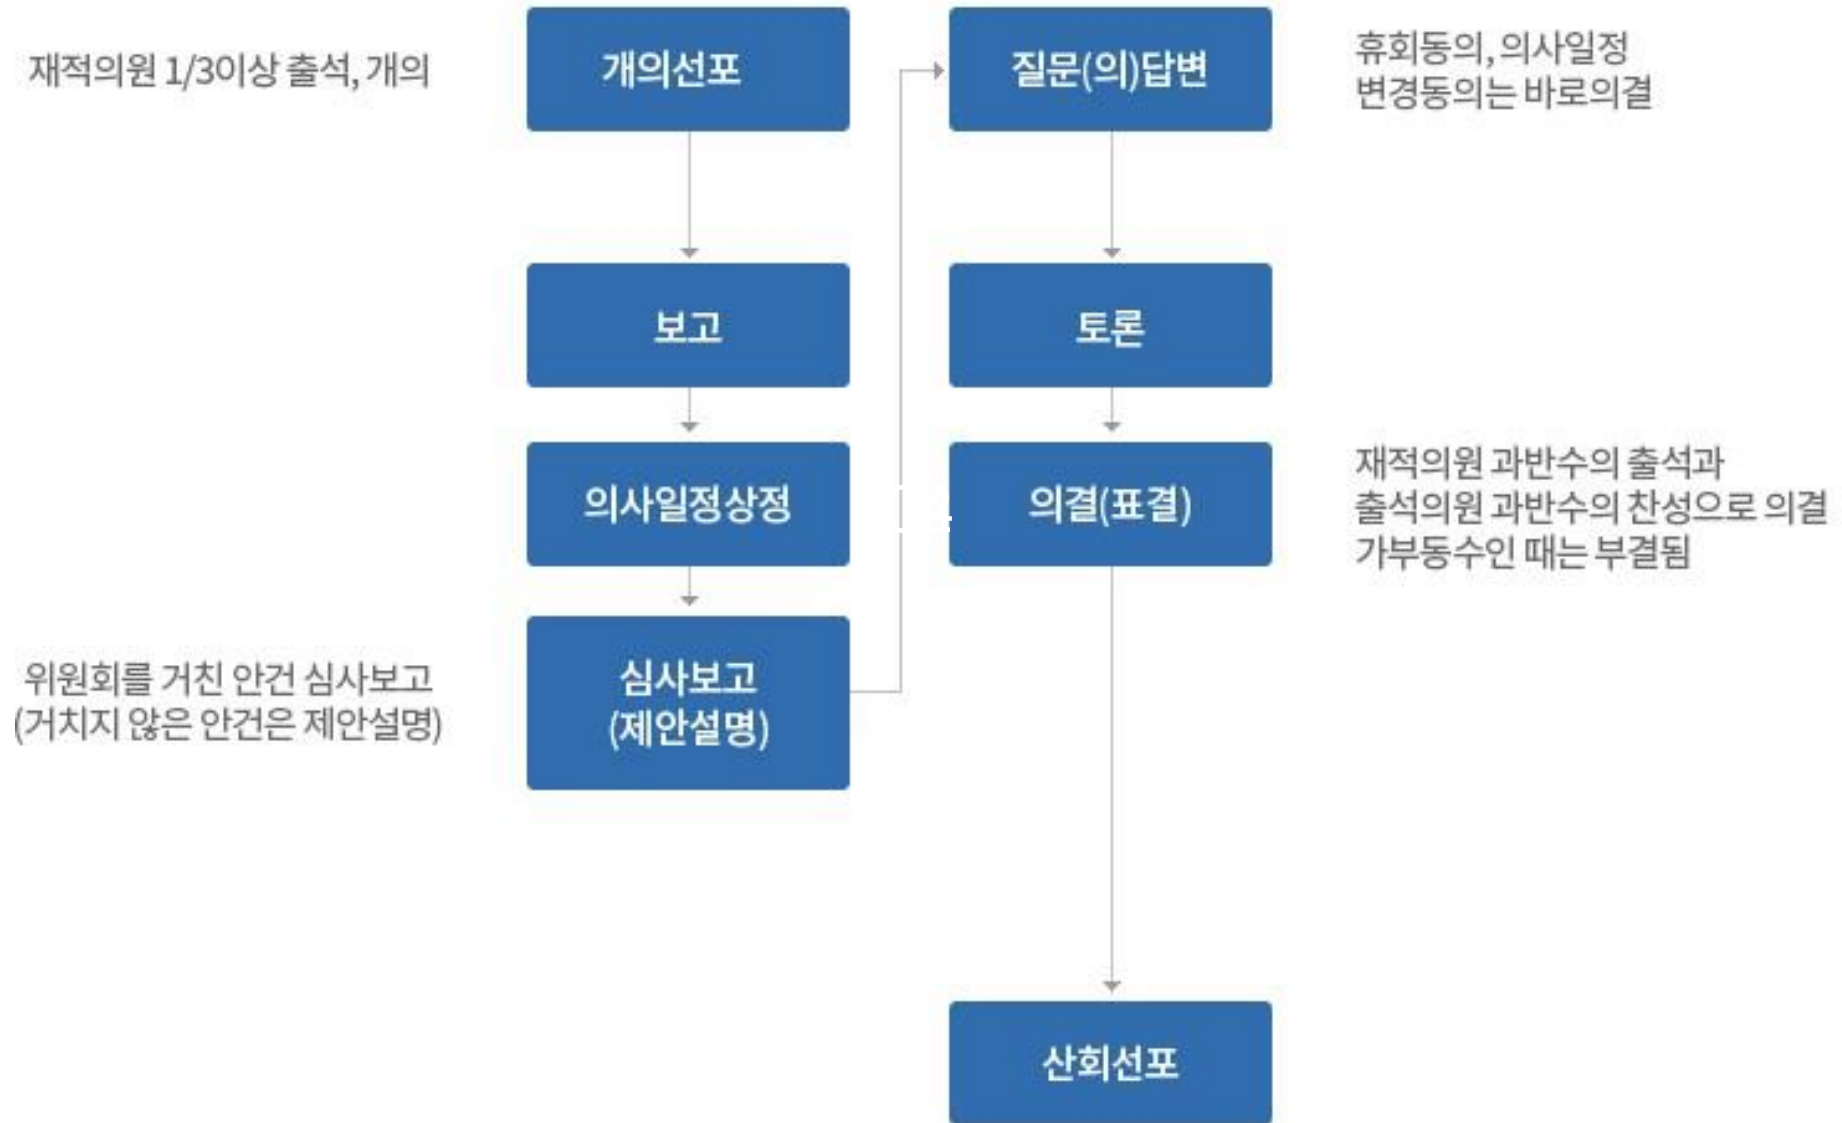 재적의원 1/3이상 출석, 개의
개의선포
보고
의사일정상정
위원회를 거친 안건 심사보고
(거치지 않은 안건은 제안설명)
심사보고
(제안설명)
질문(의)답변
휴회동의, 의사일정
변경동의는 바로의결
토론
의결(표결)
재적의원 과반수의 출석과
출석의원 과반수의 찬성으로 의결
가부동수인 때는 부결됨
산회선포